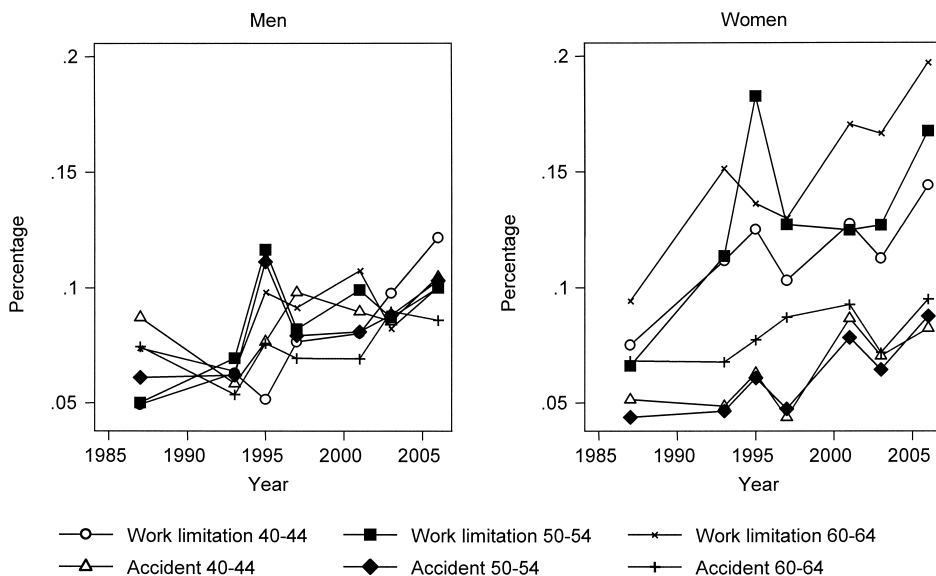 Men
Women
.2
.15
.1
.05
Percentage
1985 1990 1995 2000 2005
Year
.2
.15
.1
.05
Percentage
1985 1990 1995 2000 2005
Year
Work limitation 40-44 Work limitation 50-54 Work limitation 60-64
Accident 40-44 Accident 50-54 Accident 60-64